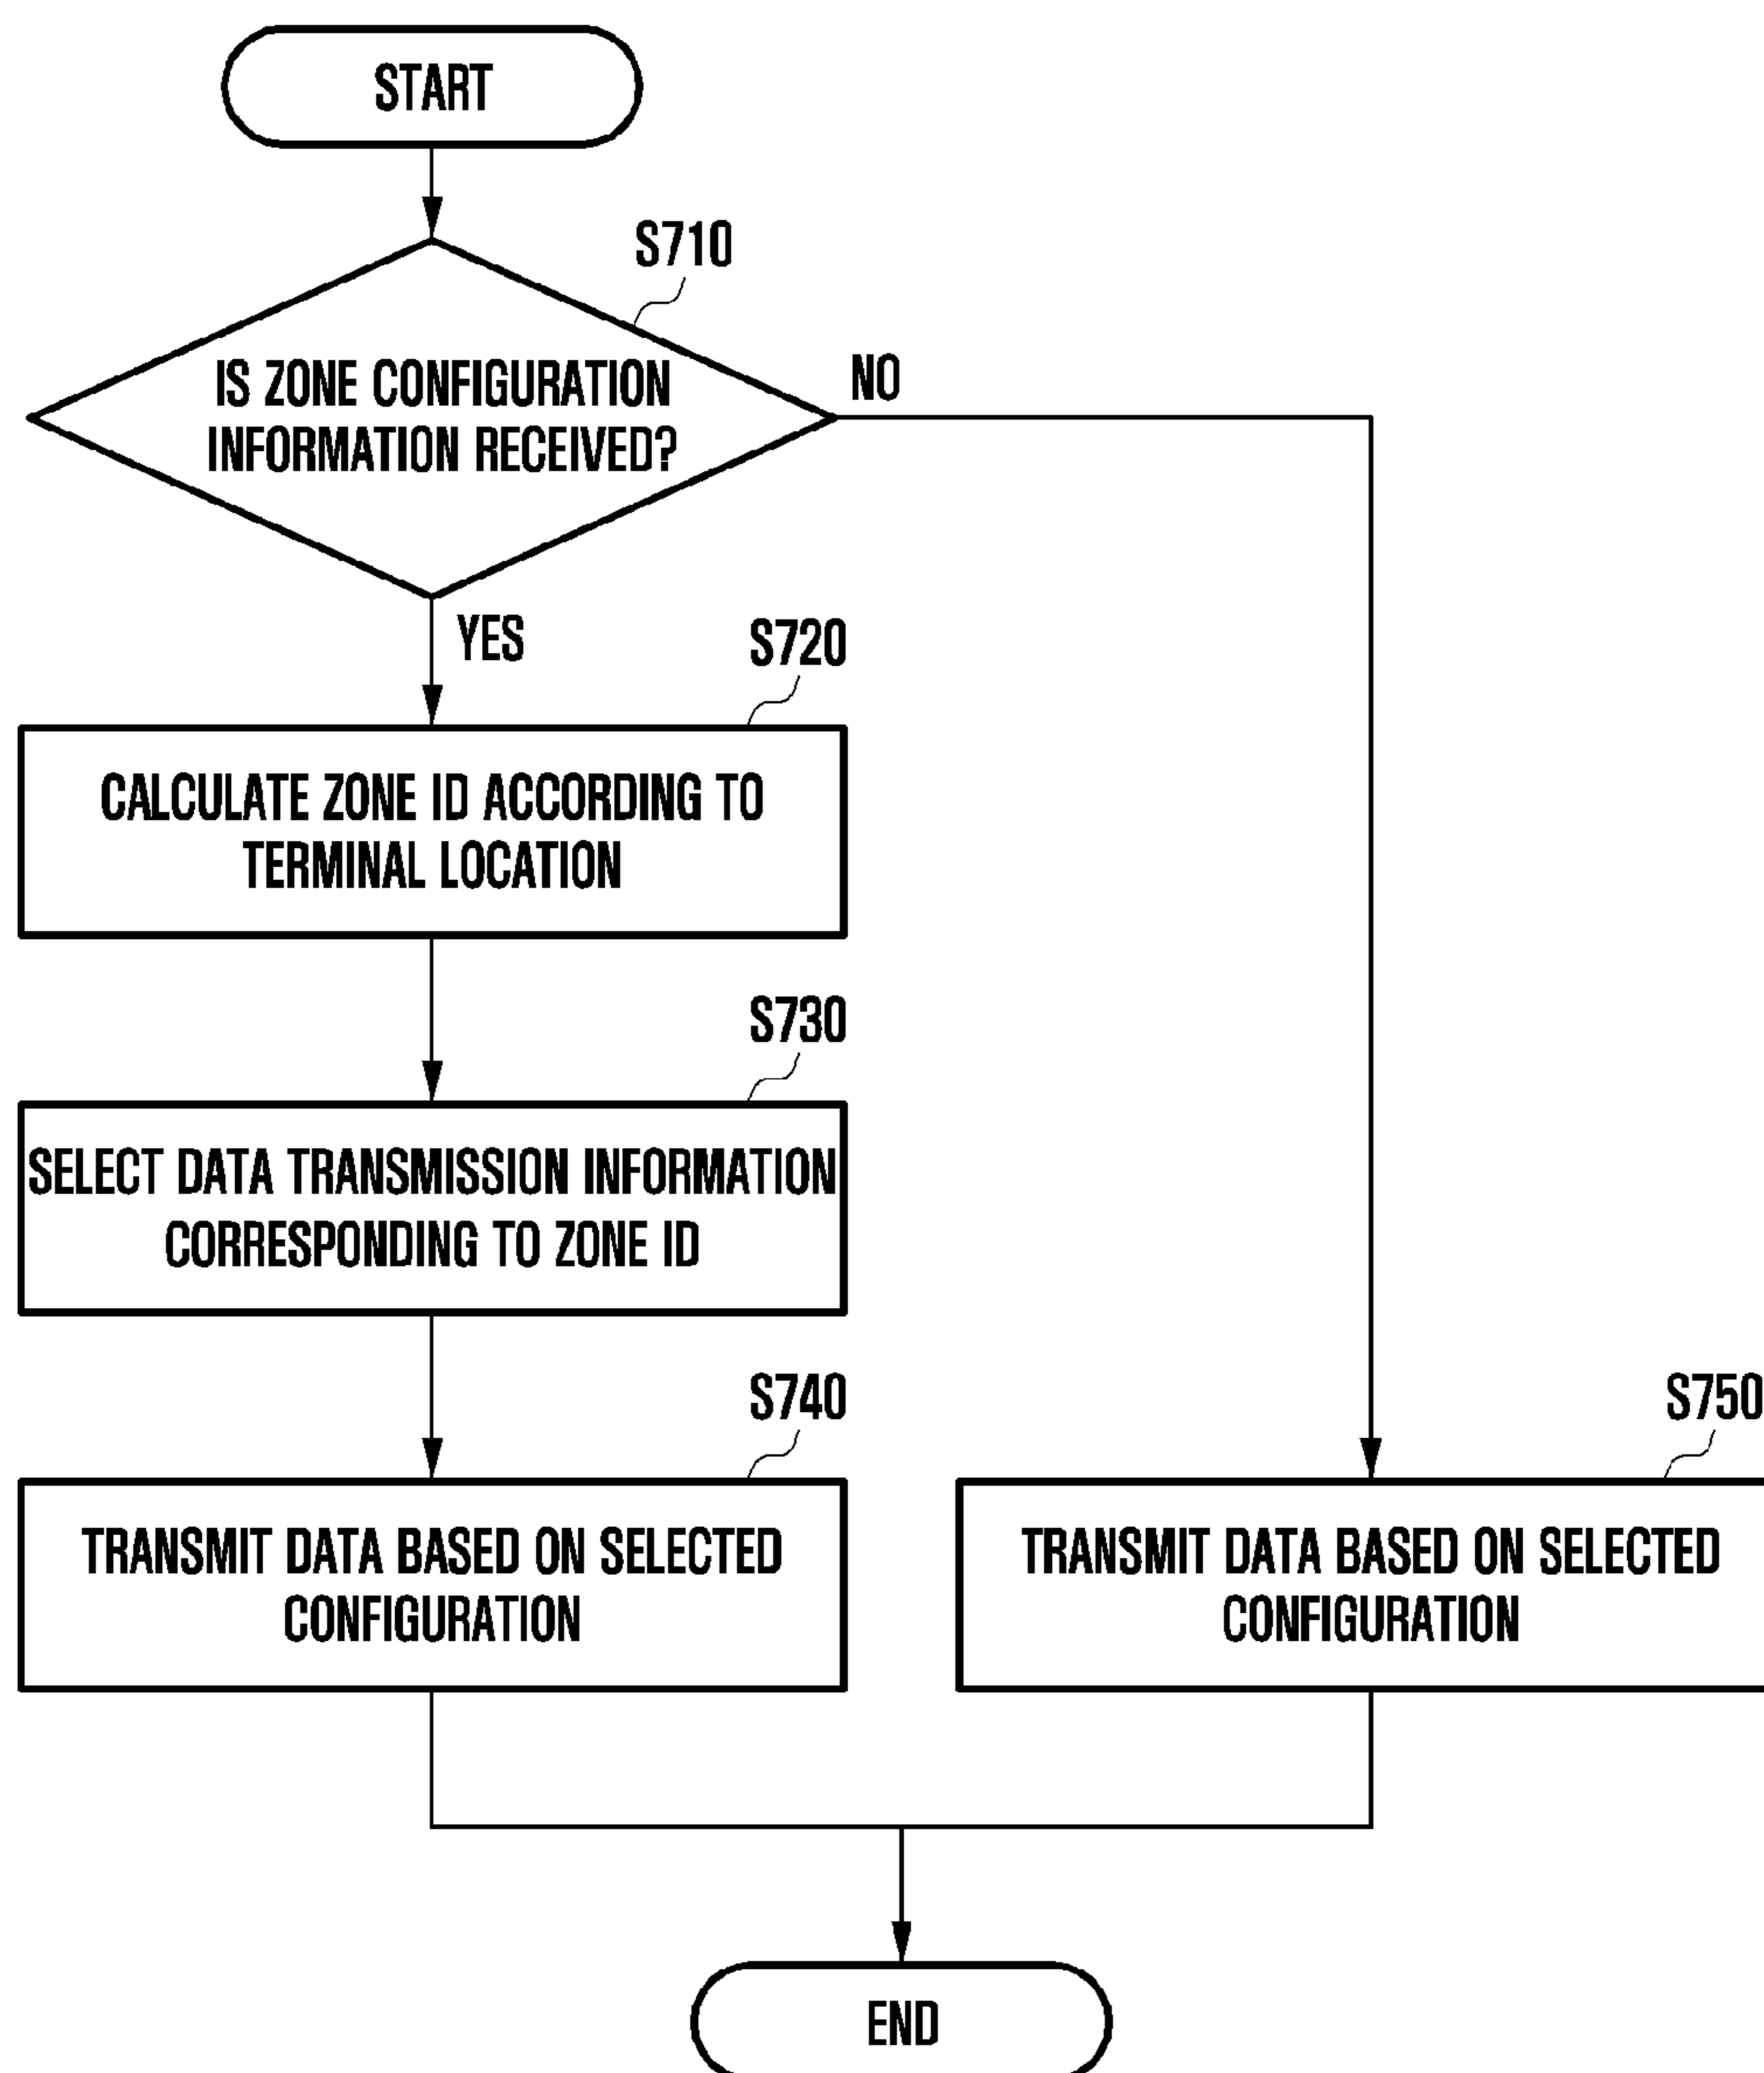 START
S710
IS ZONE CONFIGURATION
INFORMATION RECEIVED?
NO
YES
S720
CALCULATE ZONE ID ACCORDING TO
TERMINAL LOCATION
S730
SELECT DATA TRANSMISSION INFORMATION
CORRESPONDING TO ZONE ID
S740
TRANSMIT DATA BASED ON SELECTED
CONFIGURATION
S750
TRANSMIT DATA BASED ON SELECTED
CONFIGURATION
END